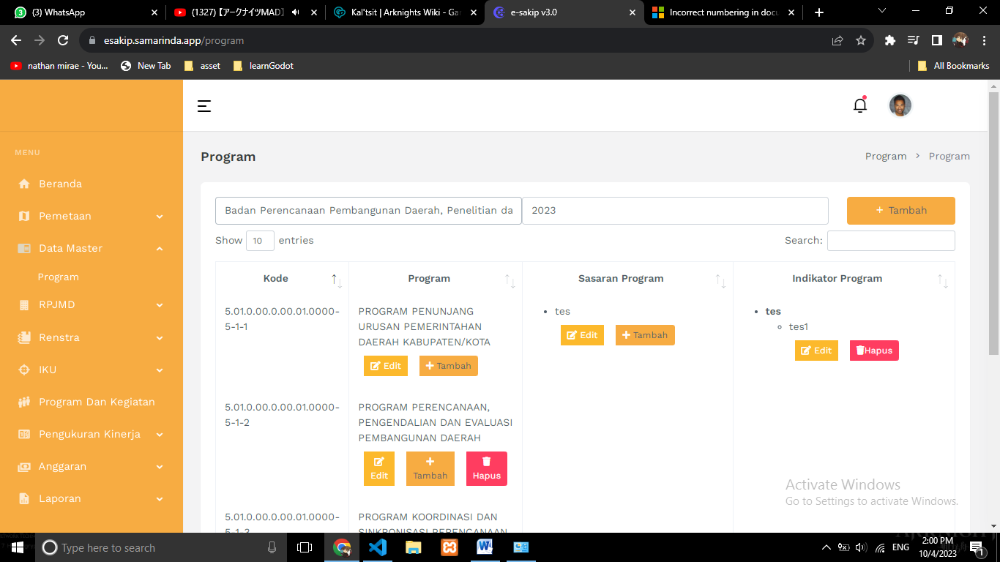 (3) WhatsApp
(1327) 【アークナイツMAD】
Kal'tsit | Arknights Wiki - Ga
e-sakip v3.0
Incorrect numbering in docu
esakip.samarinda.app/program
nathan mirae - You...
New Tab
asset
learnGodot
All Bookmarks
MENU
Beranda
Pemetaan
Data Master
Program
RPJMD
Renstra
IKU
Program Dan Kegiatan
Pengukuran Kinerja
Anggaran
Laporan
Program
Program > Program
Badan Perencanaan Pembangunan Daerah, Penelitian da
2023
+ Tambah
Show 10 entries
Search:
Kode
Program
Sasaran Program
Indikator Program
5.01.0.00.0.00.01.0000-
5-1-1
PROGRAM PENUNJANG
URUSAN PEMERINTAHAN
DAERAH KABUPATEN/KOTA
Edit
+ Tambah
• tes
Edit
+ Tambah
• tes
◦ tes1
Edit
Hapus
5.01.0.00.0.00.01.0000-
5-1-2
PROGRAM PERENCANAAN,
PENGENDALIAN DAN EVALUASI
PEMBANGUNAN DAERAH
Edit
+ Tambah
Hapus
5.01.0.00.0.00.01.0000-
5-1-3
PROGRAM KOORDINASI DAN
SINKRONISASI PERENCANAAN
Activate Windows
Go to Settings to activate Windows.
Type here to search
ENG
2:00 PM
10/4/2023
1